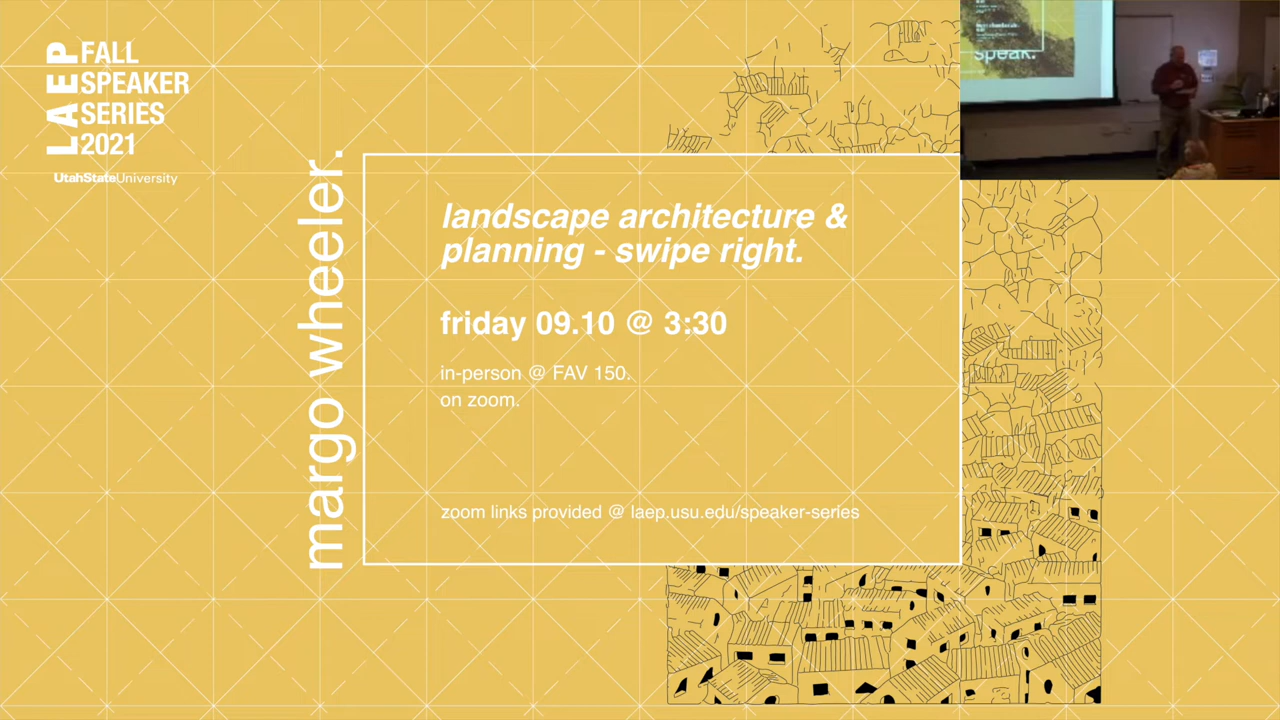 LAEP
FALL
SPEAKER
SERIES
2021
UtahStateUniversity
margo wheeler.
landscape architecture &
planning - swipe right.
friday 09.10 @ 3:30
in-person @ FAV 150.
on zoom.
zoom links provided @ laep.usu.edu/speaker-series
speak.